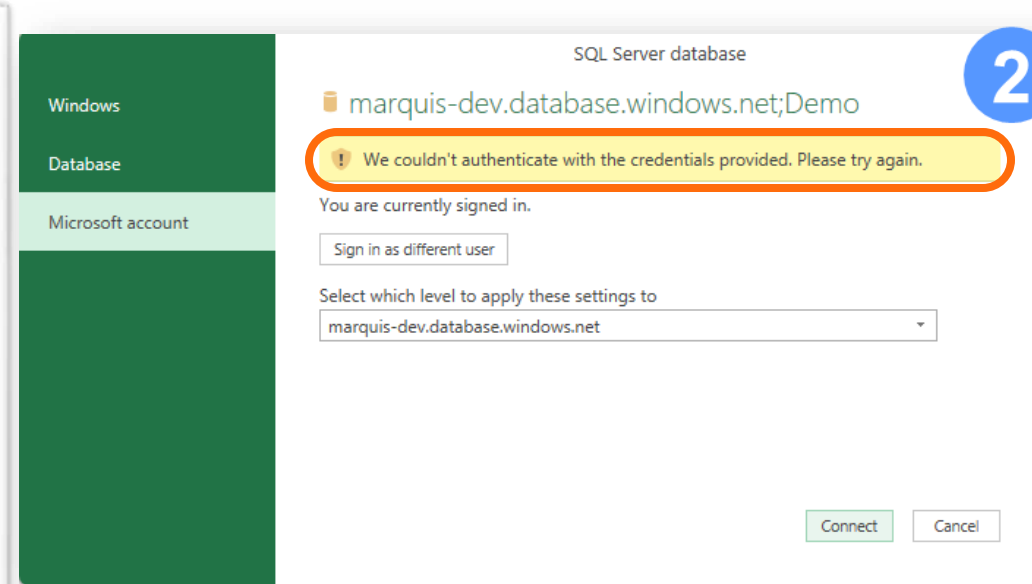 SQL Server database
2
Windows
Database
Microsoft account
marquis-dev.database.windows.net;Demo
We couldn't authenticate with the credentials provided. Please try again.
You are currently signed in.
Sign in as different user
Select which level to apply these settings to
marquis-dev.database.windows.net
Connect
Cancel